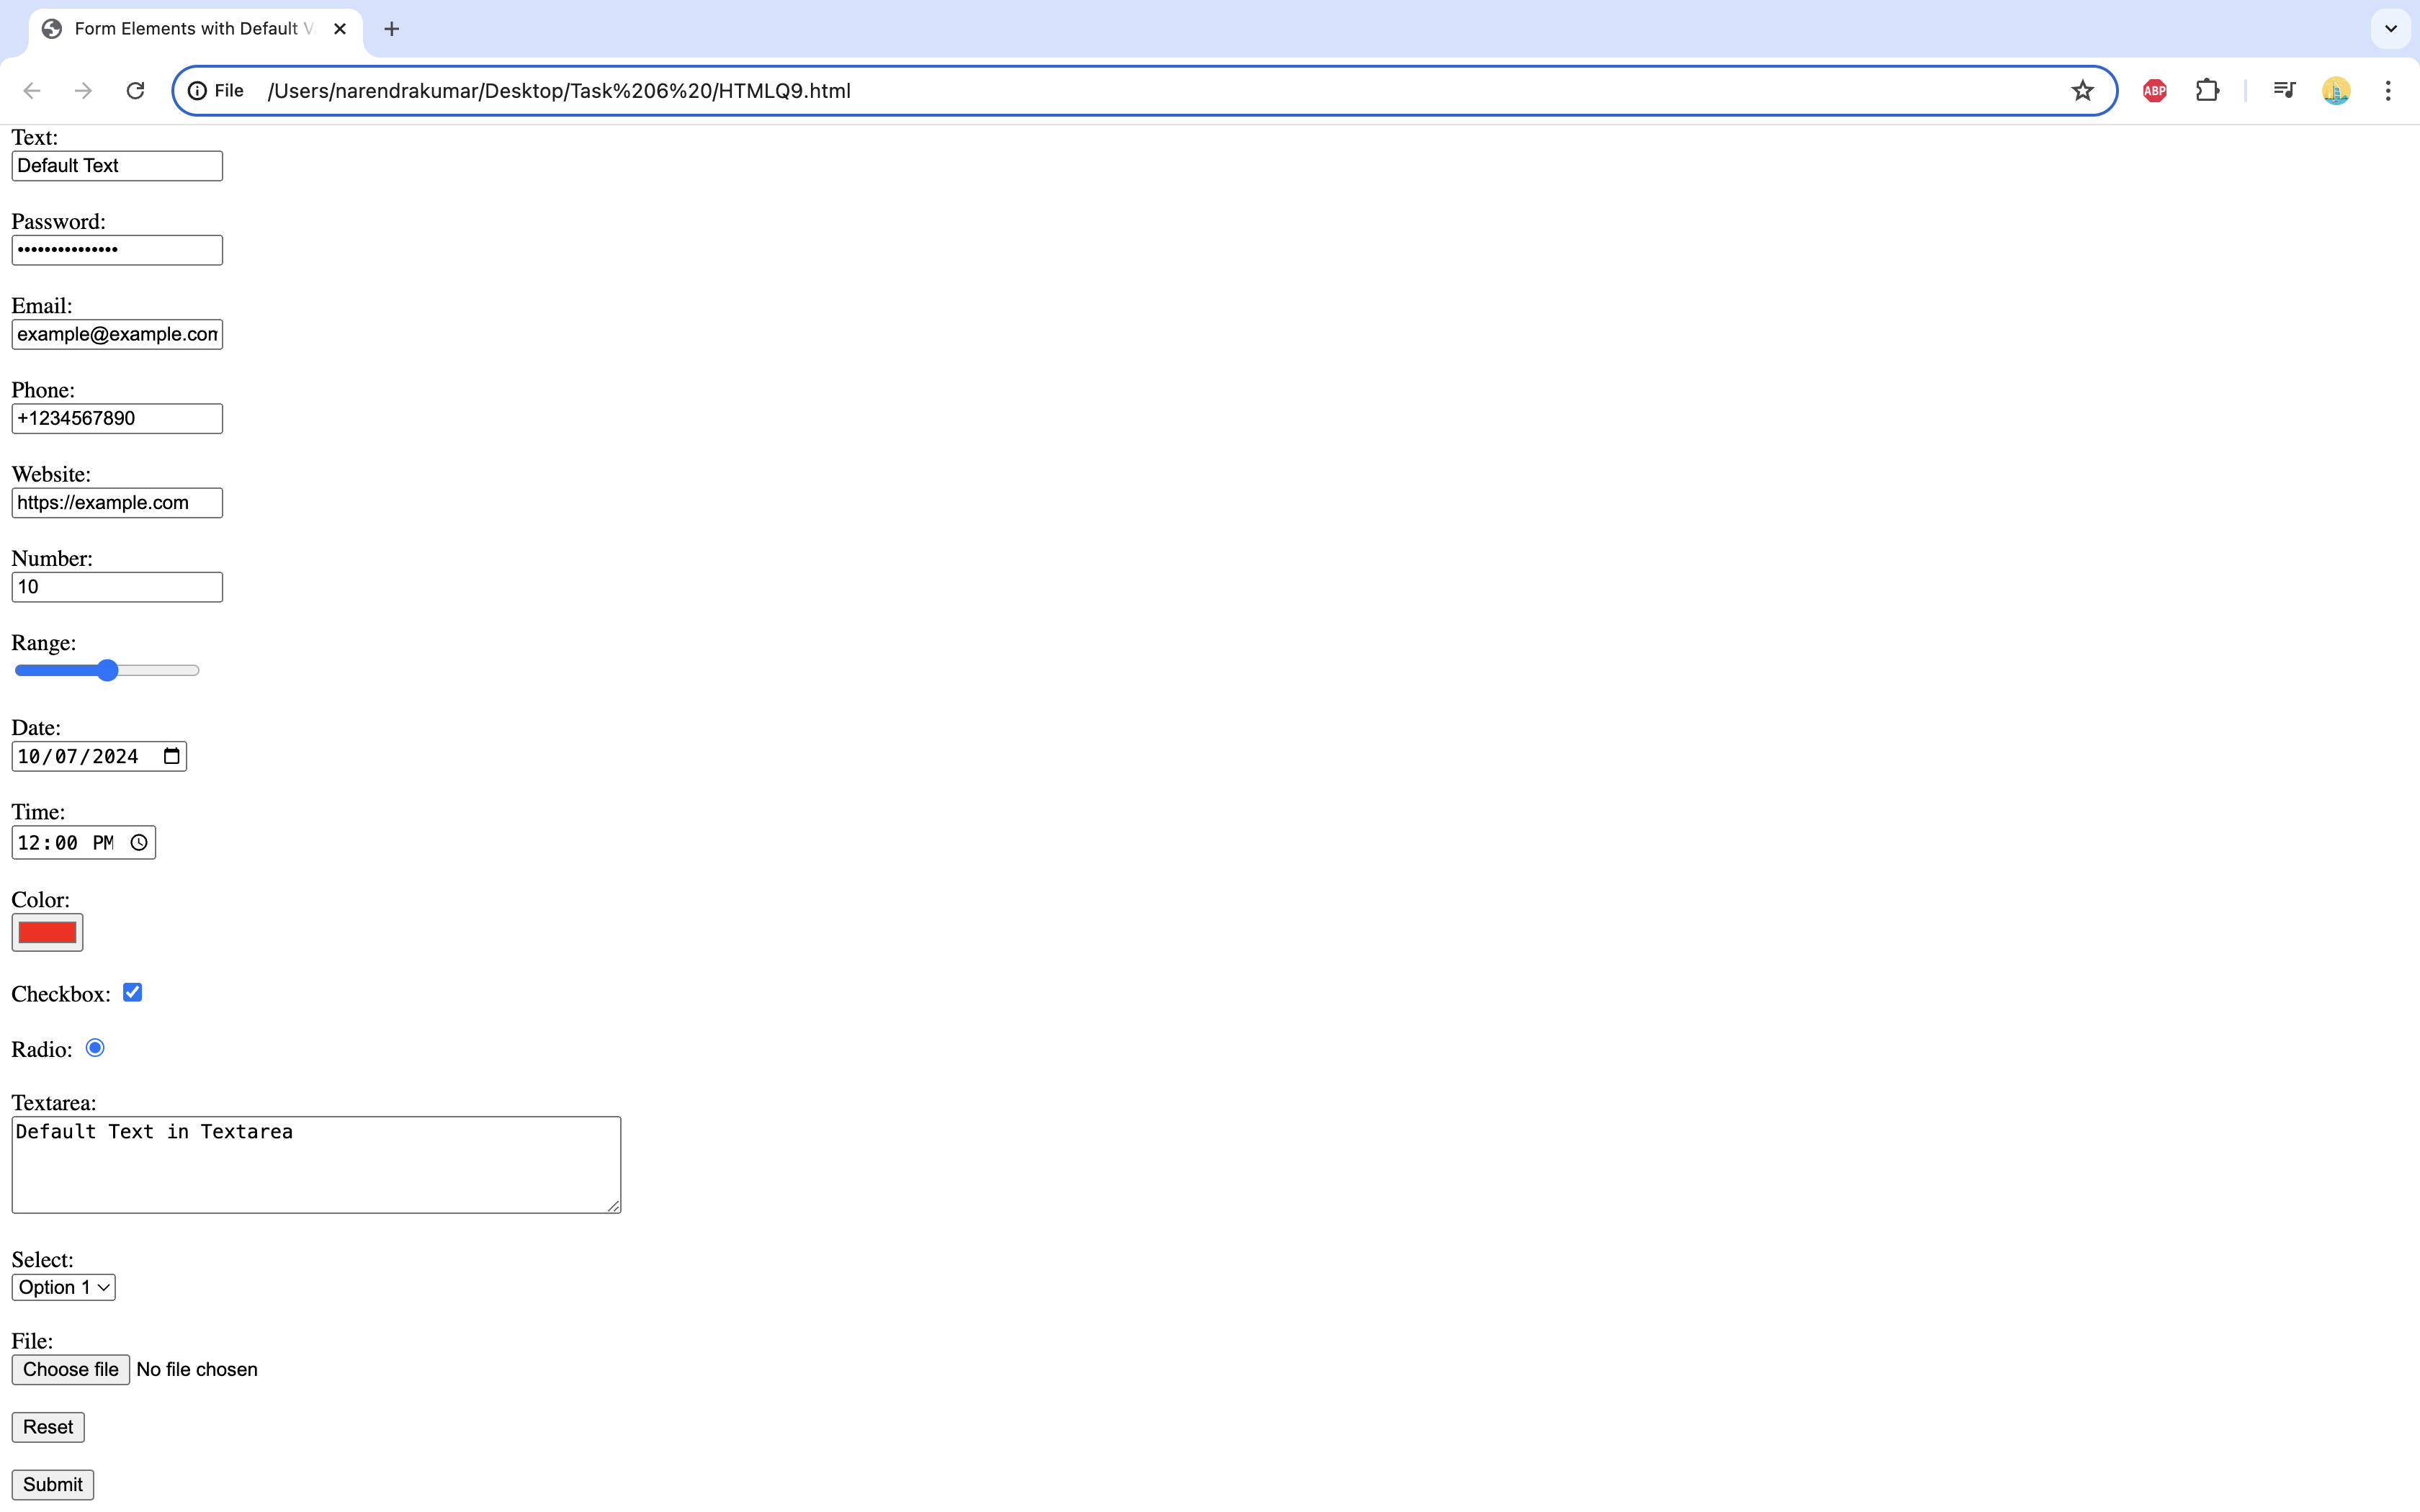 Form Elements with Default V
File /Users/narendrakumar/Desktop/Task%206%20/HTMLQ9.html
ABP
Text:
Default Text
Password:
•••••••••••••••
Email:
example@example.com
Phone:
+1234567890
Website:
https://example.com
Number:
10
Range:
Date:
10/07/2024
Time:
12:00 PM
Color:
Checkbox:
Radio:
Textarea:
Default Text in Textarea
Select:
Option 1
File:
Choose file No file chosen
Reset
Submit